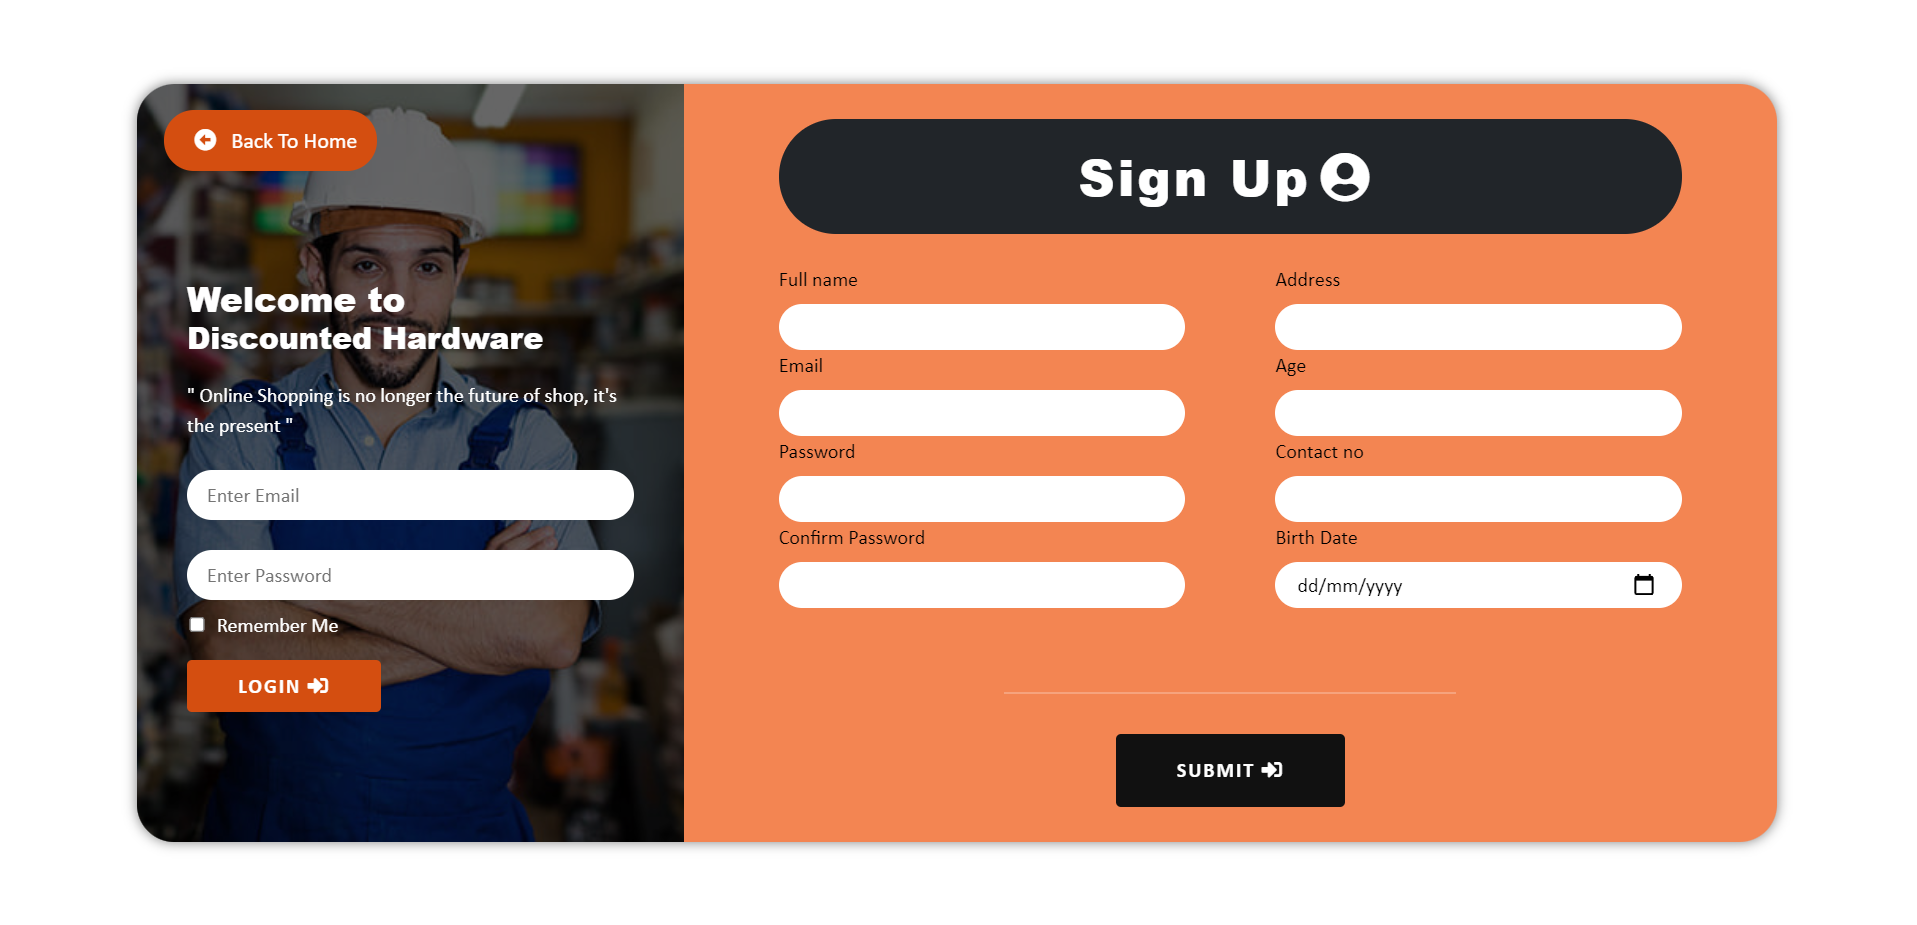 Back To Home
Welcome to
Discounted Hardware
" Online Shopping is no longer the future of shop, it's
the present "
Enter Email
Enter Password
Remember Me
LOGIN
Sign Up
Full name
Address
Email
Age
Password
Contact no
Confirm Password
Birth Date
dd/mm/yyyy
SUBMIT